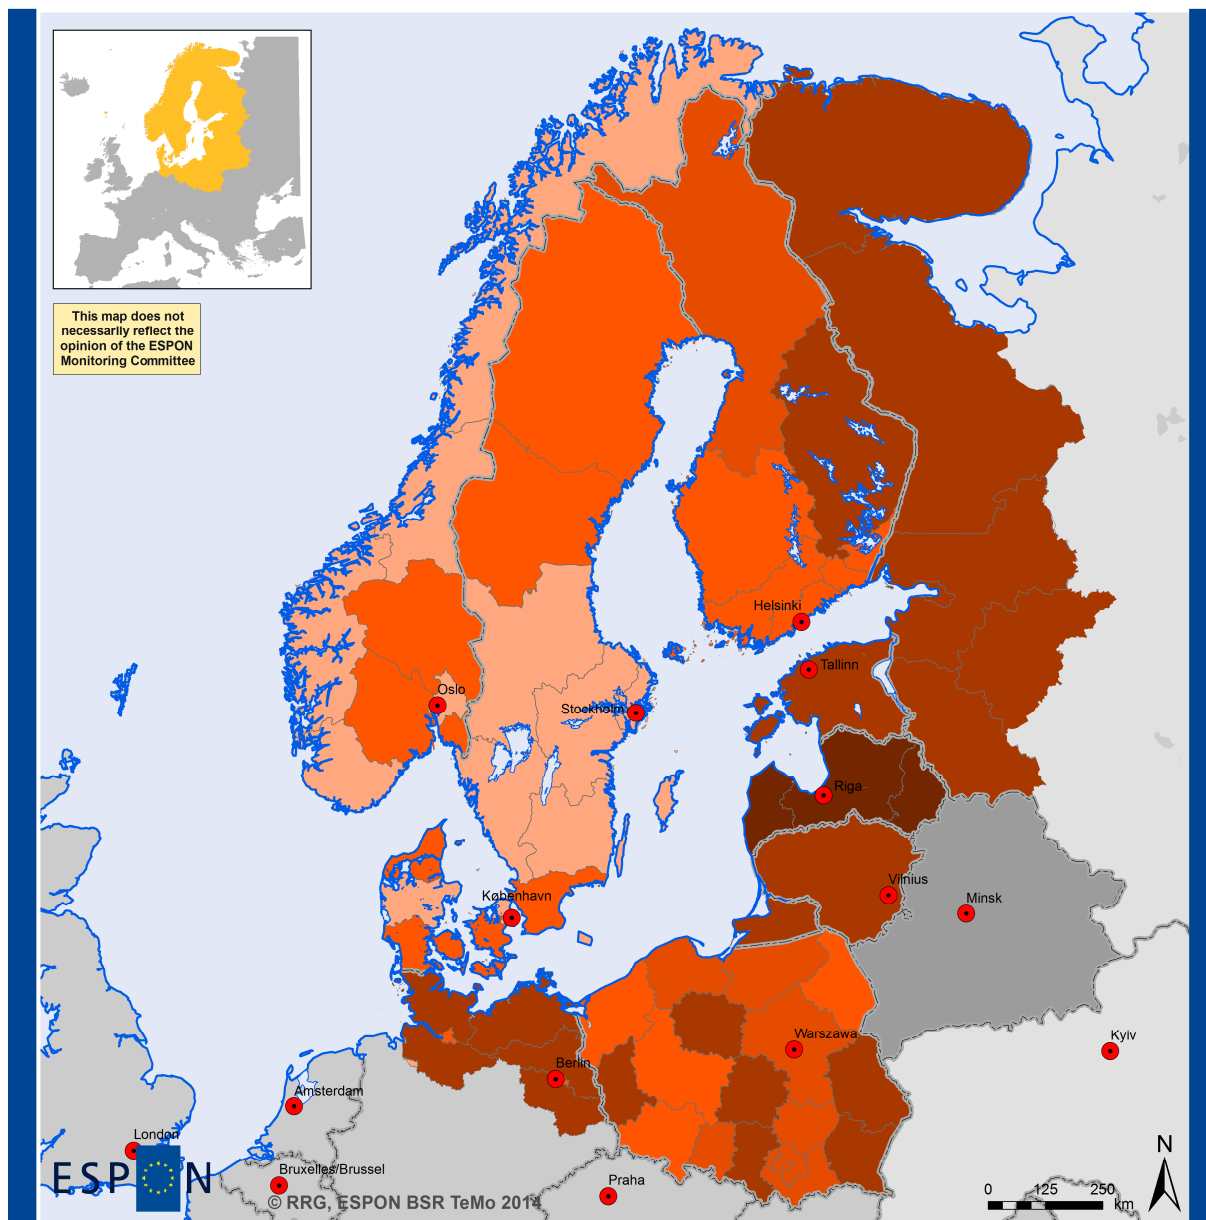 This map does not
necessarily reflect the
opinion of the ESPON
Monitoring Committee
Helsinki
Tallinn
Oslo
Stockholm
Riga
København
Vilnius
Minsk
Warszawa
Kyiv
Berlin
Amsterdam
London
ESPON
Bruxelles/Brussel
Praha
© RRG, ESPON BSR TeMo 2014
N
0 125 250
km